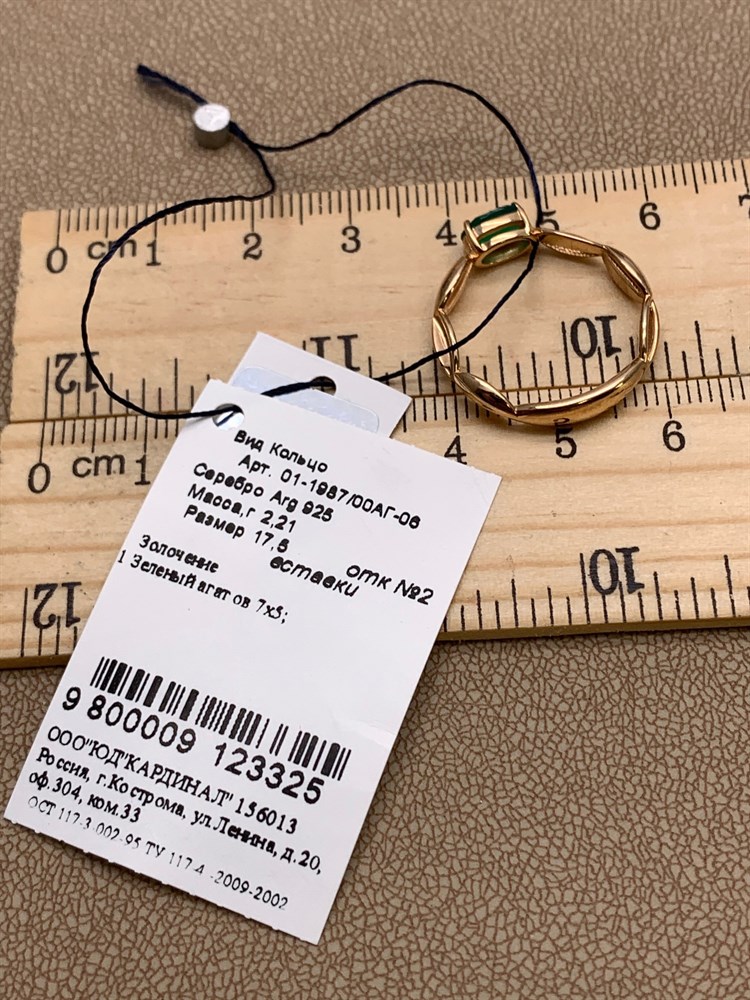 0 cm 1 2 3 4 5 6 7
12 11 10
0 cm 1 4 5 6
12 10
Вид Кольцо
Арт. 01-1987/00АГ-06
Серебро Arg 925
Масса,г 2,21
Размер 17,5
отк №2
вставки
Золочение
1 Зеленый агат ов 7х5;
9 800009 123325
ООО"ЮД"КАРДИНАЛ" 156013
Россия, г.Кострома, ул.Ленина, д.20,
оф.304, ком.33
ОСТ 117-3-002-95 ТУ 117-4 -2009-2002